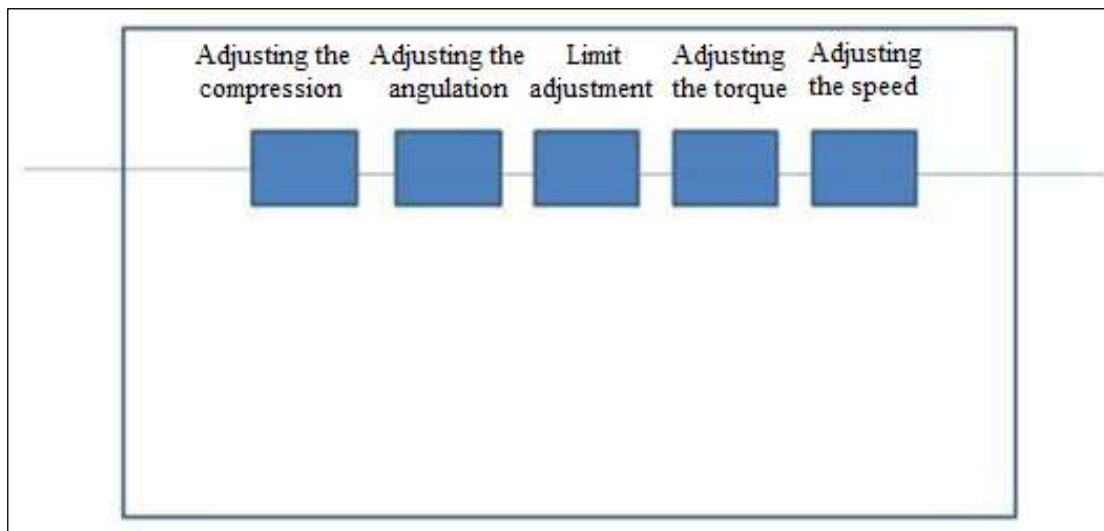 Adjusting the
compression
Adjusting the
angulation
Limit
adjustment
Adjusting
the torque
Adjusting
the speed